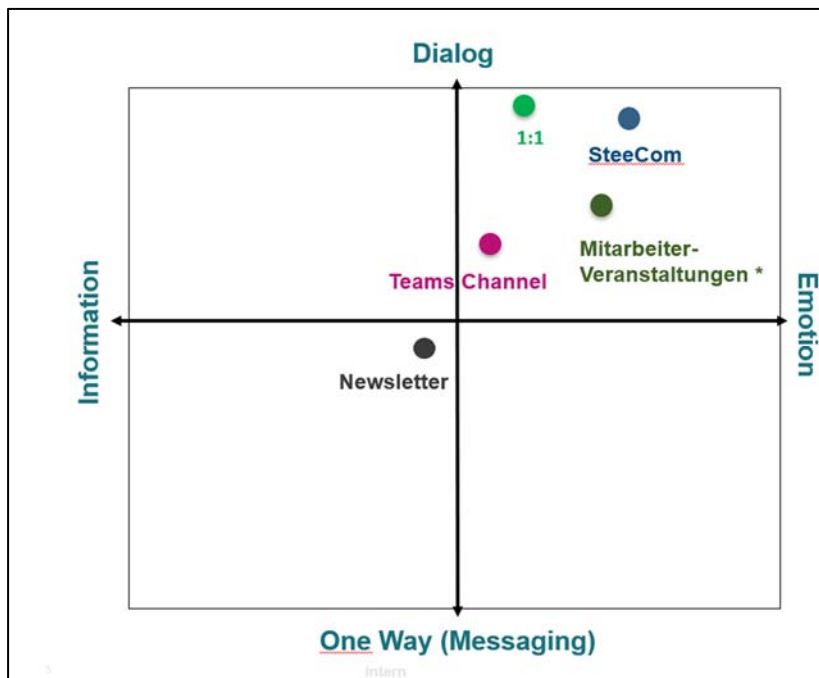 Dialog
1:1
SteeCom
Mitarbeiter-
Veranstaltungen *
Teams Channel
Information
Emotion
Newsletter
One Way (Messaging)
intern